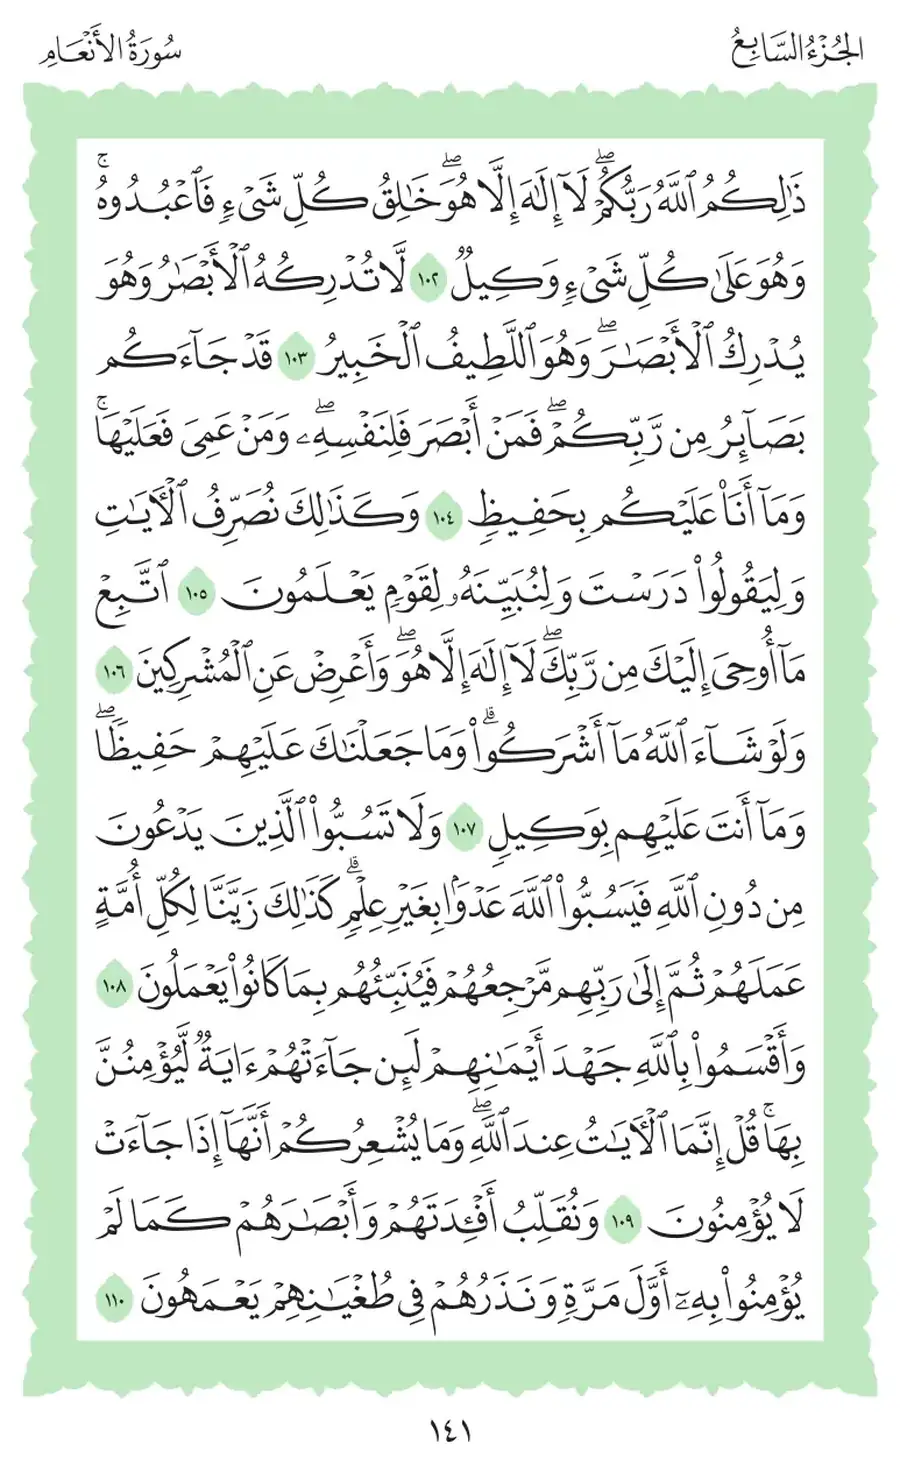 الجُزْءُ السَّابِعُ
سُورَةُ الأَنْعَامِ
ذَٰلِكُمُ ٱللَّهُ رَبُّكُمۡۖ لَآ إِلَٰهَ إِلَّا هُوَۖ خَٰلِقُ كُلِّ شَيۡءٖ فَٱعۡبُدُوهُۚ
وَهُوَ عَلَىٰ كُلِّ شَيۡءٖ وَكِيلٞ ١٠٢ لَّا تُدۡرِكُهُ ٱلۡأَبۡصَٰرُ وَهُوَ
يُدۡرِكُ ٱلۡأَبۡصَٰرَۖ وَهُوَ ٱللَّطِيفُ ٱلۡخَبِيرُ ١٠٣ قَدۡ جَآءَكُم
بَصَآئِرُ مِن رَّبِّكُمۡۖ فَمَنۡ أَبۡصَرَ فَلِنَفۡسِهِۦۖ وَمَنۡ عَمِيَ فَعَلَيۡهَاۚ
وَمَآ أَنَا۠ عَلَيۡكُم بِحَفِيظٖ ١٠٤ وَكَذَٰلِكَ نُصَرِّفُ ٱلۡأٓيَٰتِ
وَلِيَقُولُواْ دَرَسۡتَ وَلِنُبَيِّنَهُۥ لِقَوۡمٖ يَعۡلَمُونَ ١٠٥ ٱتَّبِعۡ
مَآ أُوحِيَ إِلَيۡكَ مِن رَّبِّكَۖ لَآ إِلَٰهَ إِلَّا هُوَۖ وَأَعۡرِضۡ عَنِ ٱلۡمُشۡرِكِينَ ١٠٦
وَلَوۡ شَآءَ ٱللَّهُ مَآ أَشۡرَكُواْۗ وَمَا جَعَلۡنَٰكَ عَلَيۡهِمۡ حَفِيظٗاۖ
وَمَآ أَنتَ عَلَيۡهِم بِوَكِيلٖ ١٠٧ وَلَا تَسُبُّواْ ٱلَّذِينَ يَدۡعُونَ
مِن دُونِ ٱللَّهِ فَيَسُبُّواْ ٱللَّهَ عَدۡوَۢا بِغَيۡرِ عِلۡمٖۗ كَذَٰلِكَ زَيَّنَّا لِكُلِّ أُمَّةٍ
عَمَلَهُمۡ ثُمَّ إِلَىٰ رَبِّهِم مَّرۡجِعُهُمۡ فَيُنَبِّئُهُم بِمَا كَانُواْ يَعۡمَلُونَ ١٠٨
وَأَقۡسَمُواْ بِٱللَّهِ جَهۡدَ أَيۡمَٰنِهِمۡ لَئِن جَآءَتۡهُمۡ ءَايَةٞ لَّيُؤۡمِنُنَّ
بِهَاۚ قُلۡ إِنَّمَا ٱلۡأٓيَٰتُ عِندَ ٱللَّهِۖ وَمَا يُشۡعِرُكُمۡ أَنَّهَآ إِذَا جَآءَتۡ
لَا يُؤۡمِنُونَ ١٠٩ وَنُقَلِّبُ أَفۡـِٔدَتَهُمۡ وَأَبۡصَٰرَهُمۡ كَمَا لَمۡ
يُؤۡمِنُواْ بِهِۦٓ أَوَّلَ مَرَّةٖ وَنَذَرُهُمۡ فِي طُغۡيَٰنِهِمۡ يَعۡمَهُونَ ١١٠
١٤١